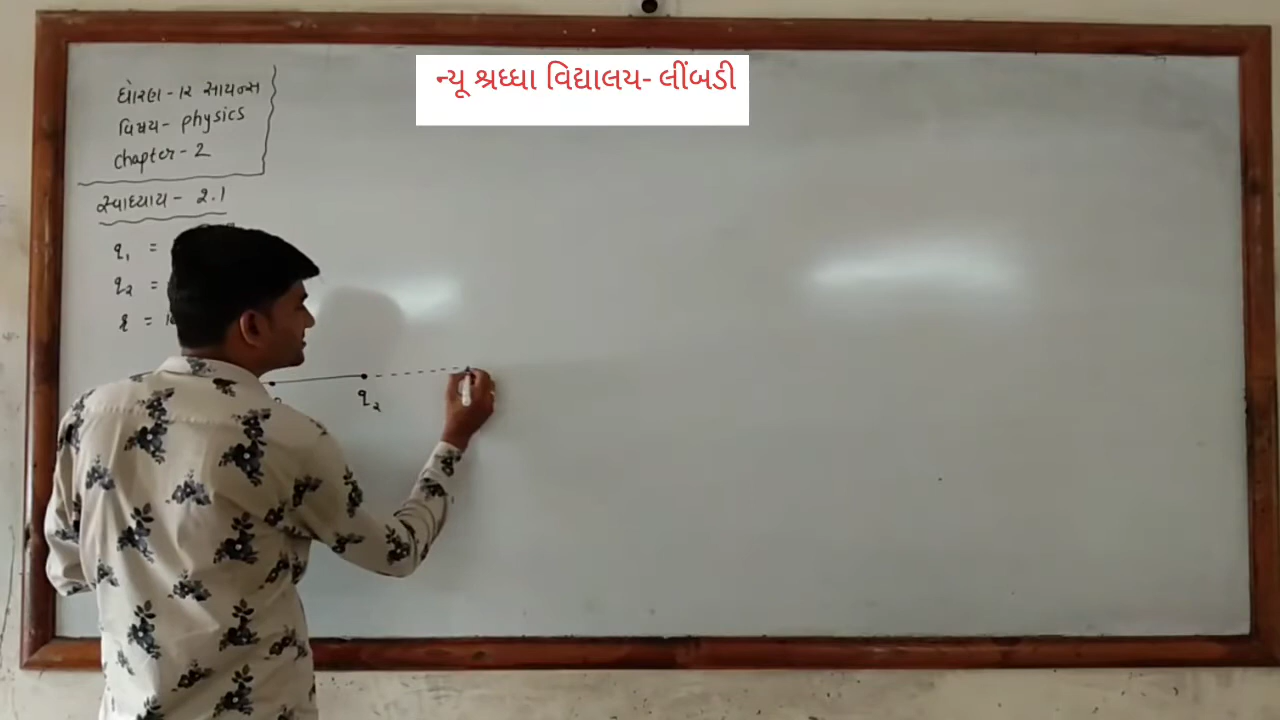 ન્યૂ શ્રધ્ધા વિદ્યાલય- લીંબડી
ધોરણ - ૧૨ સાયન્સ
વિષય - physics
chapter - 2
સ્વાધ્યાય - 2.1
q₁ =
q₂ =
q₂